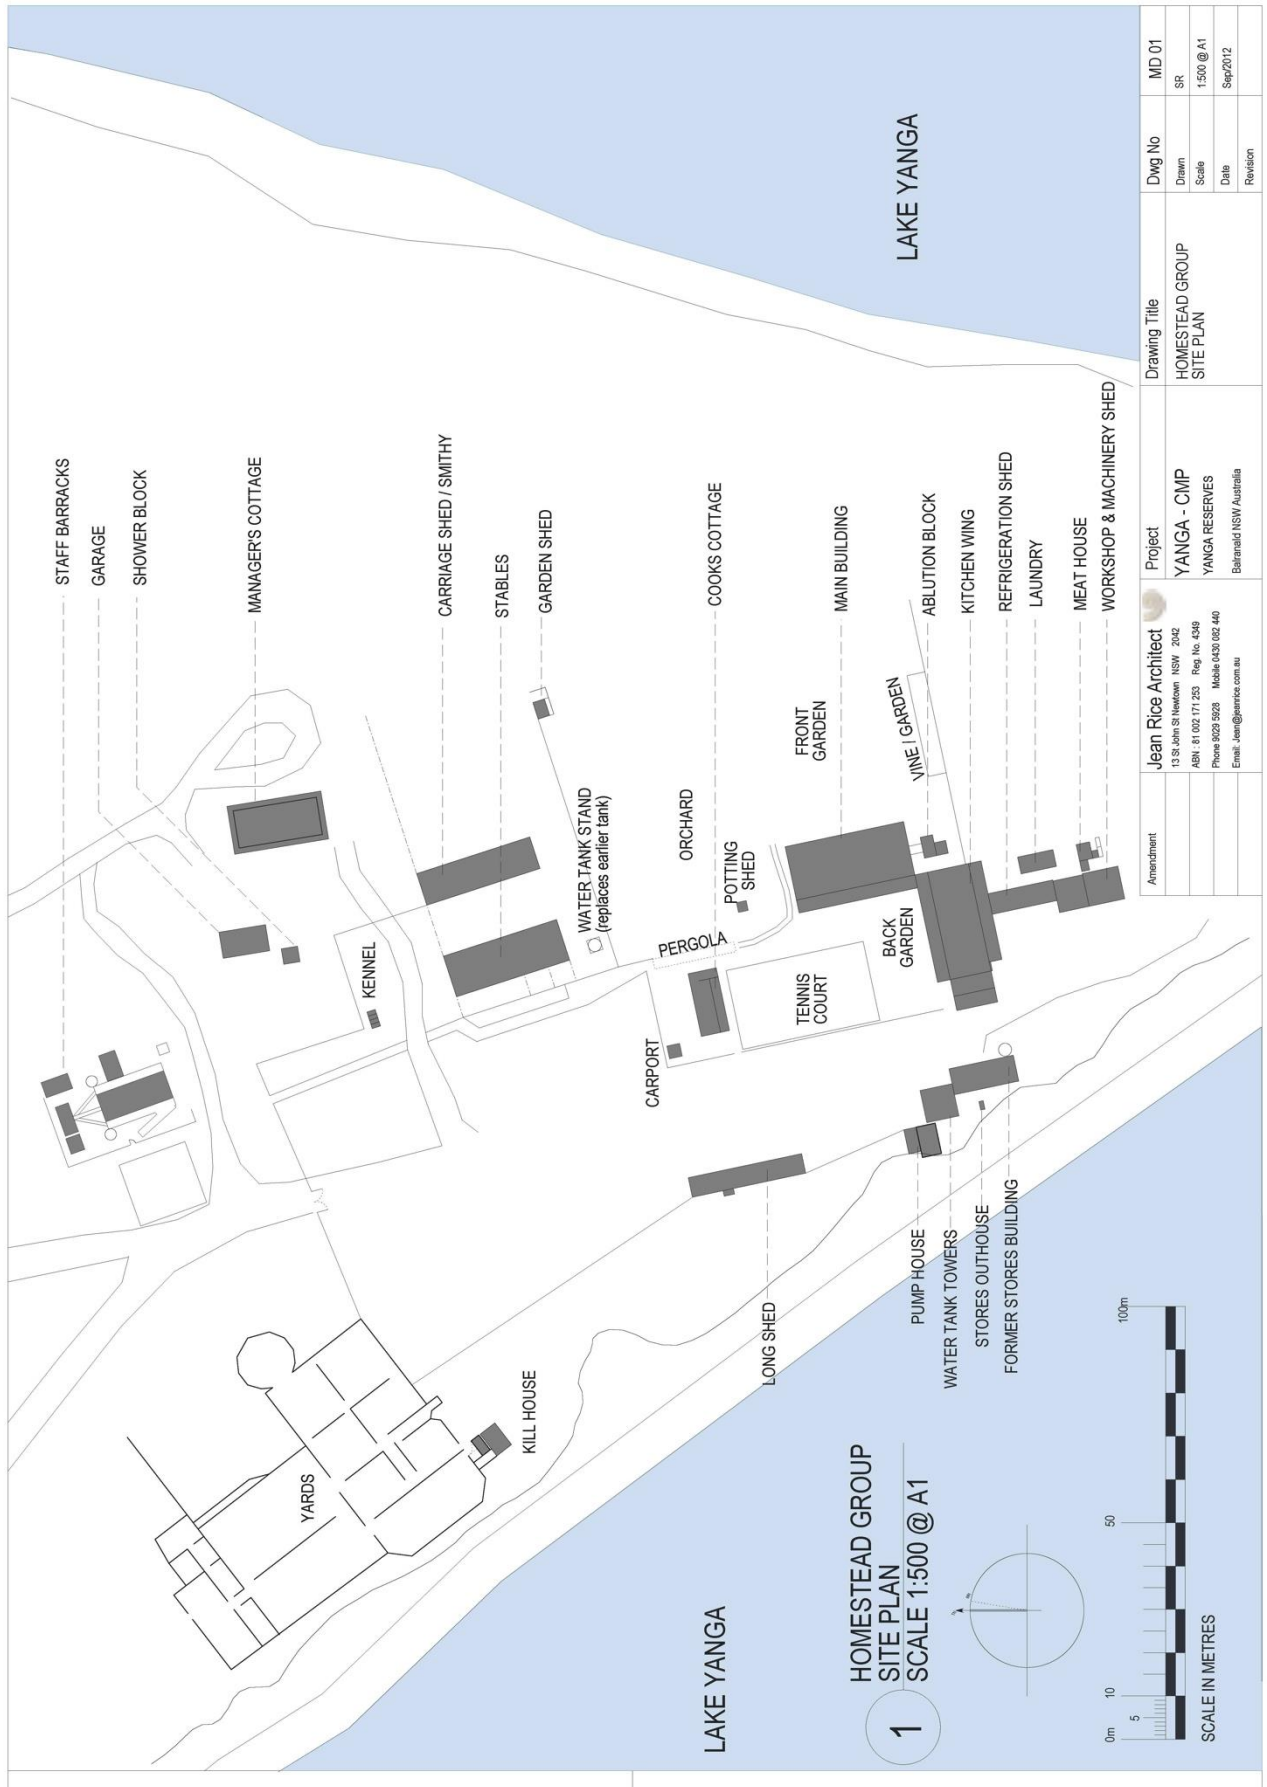 STAFF BARRACKS
GARAGE
SHOWER BLOCK
MANAGER'S COTTAGE
CARRIAGE SHED / SMITHY
STABLES
GARDEN SHED
COOKS COTTAGE
MAIN BUILDING
ABLUTION BLOCK
KITCHEN WING
REFRIGERATION SHED
LAUNDRY
MEAT HOUSE
WORKSHOP & MACHINERY SHED
LAKE YANGA
KENNEL
WATER TANK STAND
(replaces earlier tank)
ORCHARD
POTTING
SHED
PERGOLA
FRONT
GARDEN
VINE / GARDEN
BACK
GARDEN
TENNIS
COURT
CARPORT
YARDS
KILL HOUSE
LONG SHED
PUMP HOUSE
WATER TANK TOWERS
STORES OUTHOUSE
FORMER STORES BUILDING
LAKE YANGA
1
HOMESTEAD GROUP
SITE PLAN
SCALE 1:500 @ A1
0m
5
10
50
100m
SCALE IN METRES
Amendment
Jean Rice Architect
13 St John St Newtown NSW 2042
ABN : 81 002 171 253 Reg. No. 4349
Phone 9029 5928 Mobile 0430 082 440
Email: Jean@jeanrice.com.au
Project
YANGA - CMP
YANGA RESERVES
Balranald NSW Australia
Drawing Title
HOMESTEAD GROUP
SITE PLAN
Dwg No MD 01
Drawn SR
Scale 1:500 @ A1
Date Sep/2012
Revision